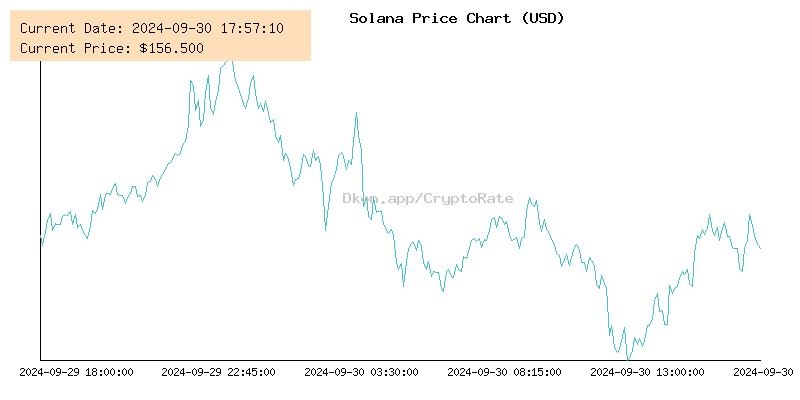 Solana Price Chart (USD)
Current Date: 2024-09-30 17:57:10
Current Price: $156.500
Dkon.app/CryptoRate
2024-09-29 18:00:00 2024-09-29 22:45:00 2024-09-30 03:30:00 2024-09-30 08:15:00 2024-09-30 13:00:00 2024-09-30